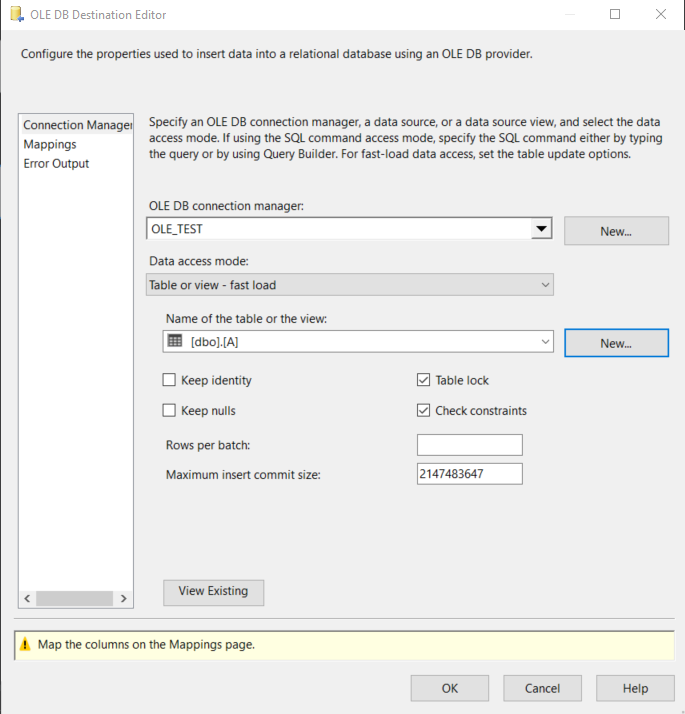 OLE DB Destination Editor
Configure the properties used to insert data into a relational database using an OLE DB provider.
Connection Manager
Mappings
Error Output
Specify an OLE DB connection manager, a data source, or a data source view, and select the data
access mode. If using the SQL command access mode, specify the SQL command either by typing
the query or by using Query Builder. For fast-load data access, set the table update options.
OLE DB connection manager:
OLE_TEST
New...
Data access mode:
Table or view - fast load
Name of the table or the view:
[dbo].[A]
New...
Keep identity
Table lock
Keep nulls
Check constraints
Rows per batch:
Maximum insert commit size:
2147483647
View Existing
Map the columns on the Mappings page.
OK
Cancel
Help